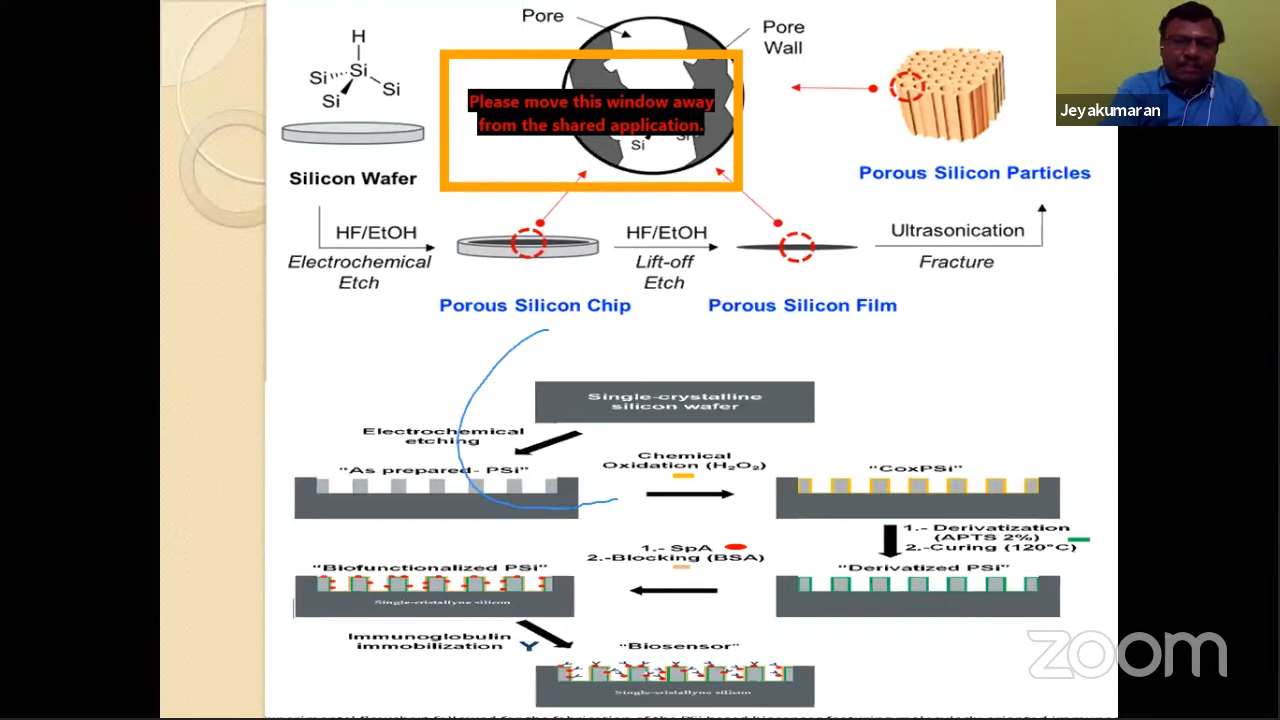 Pore
Pore
Wall
H
Si
Si
Si
Si
Please move this window away
from the shared application.
Si
Jeyakumaran
Silicon Wafer
Porous Silicon Particles
HF/EtOH
Electrochemical
Etch
HF/EtOH
Lift-off
Etch
Ultrasonication
Fracture
Porous Silicon Chip
Porous Silicon Film
Single-crystalline
silicon wafer
Electrochemical
etching
"As prepared- PSi"
Chemical
Oxidation (H₂O₂)
"CoxPSi"
1.- Derivatization
(APTS 2%)
2.-Curing (120°C)
1.- SpA
2.-Blocking (BSA)
"Biofunctionalized PSi"
"Derivatized PSi"
Single-cristallyne silicon
Immunoglobulin
immobilization
"Biosensor"
Single-cristallyne silicon
zoom